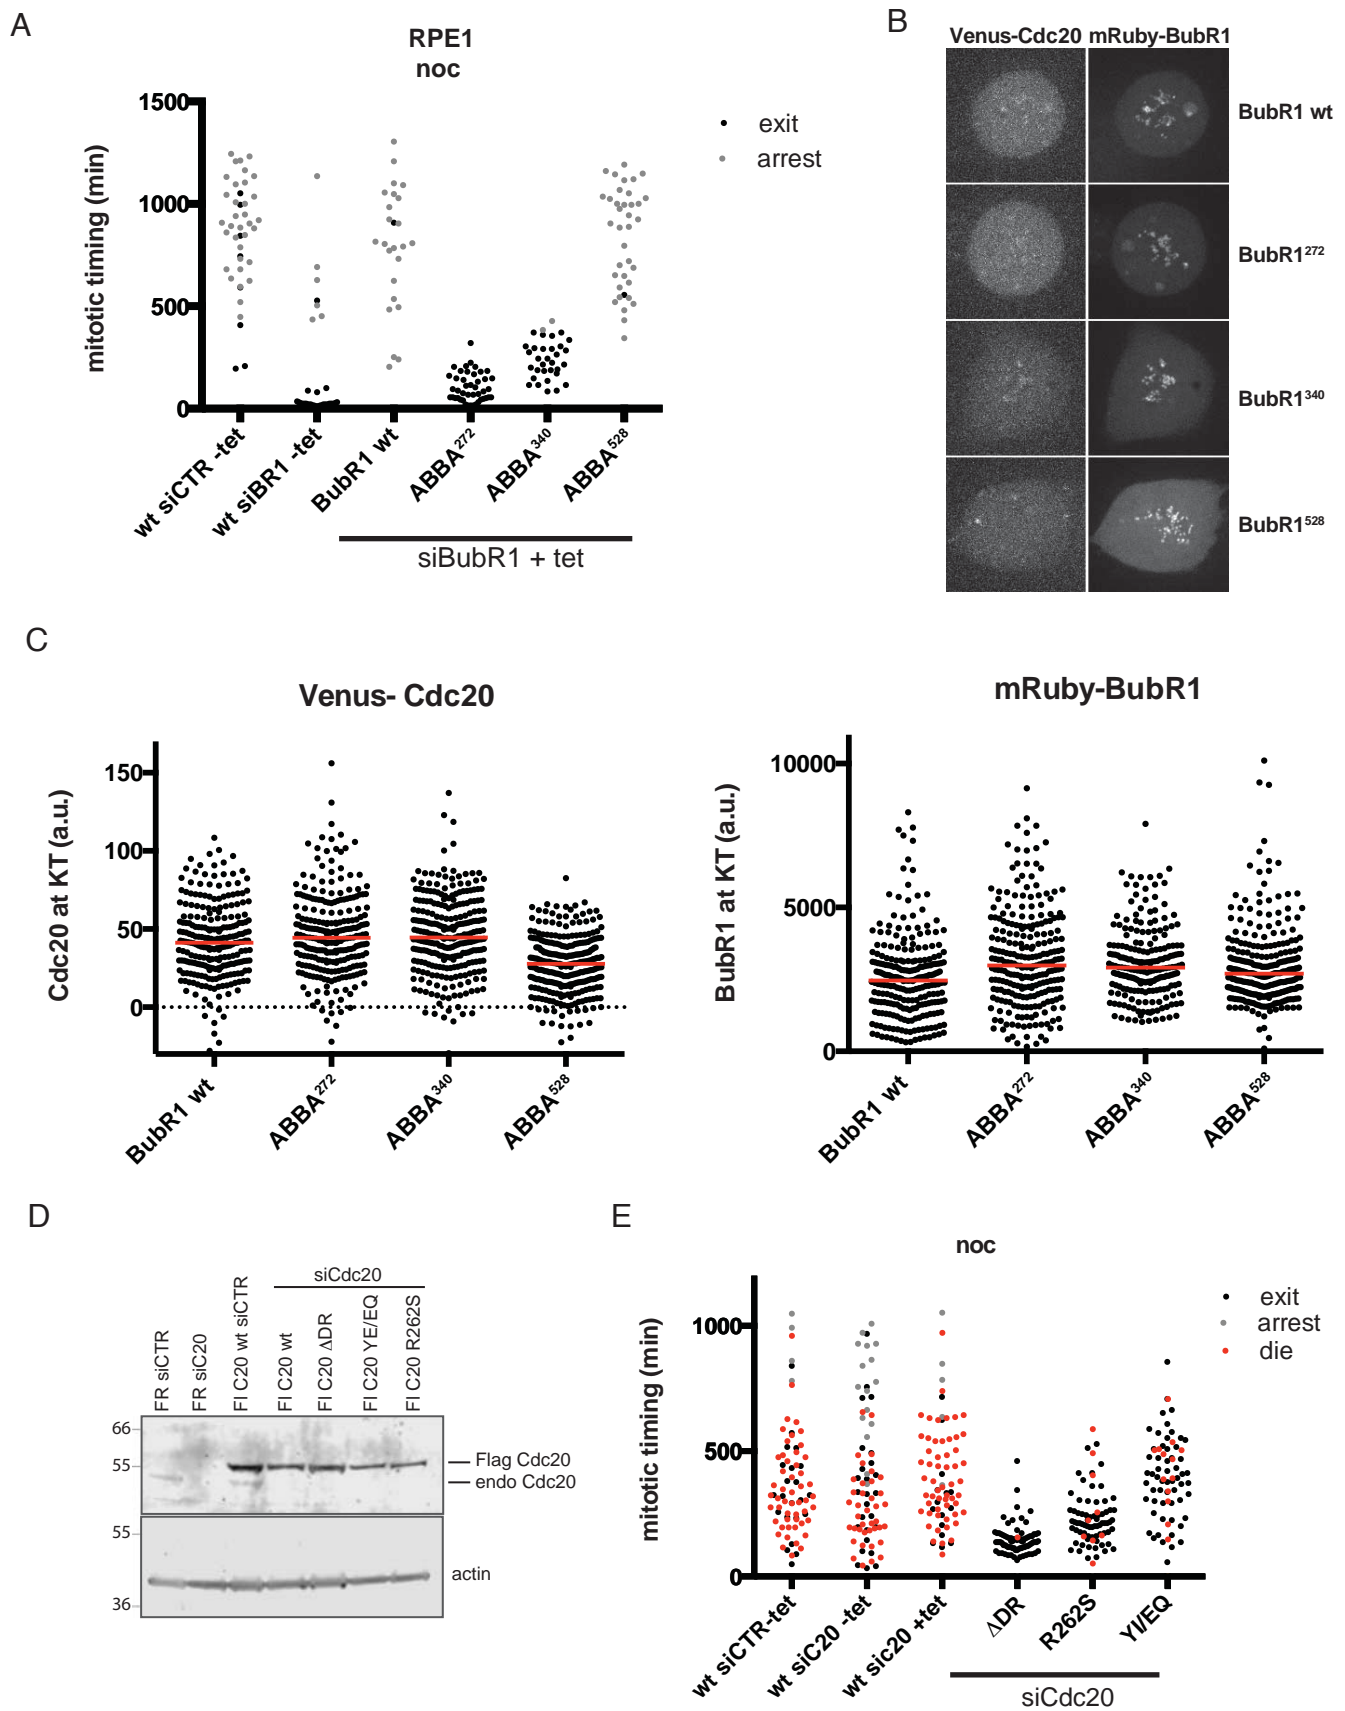 A
RPE1
noc
mitotic timing (min)
1500
1000
500
0
exit
arrest
wt siCTR -tet
wt siBR1 -tet
BubR1 wt
ABBA²⁷²
ABBA³⁴⁰
ABBA⁵²⁸
siBubR1 + tet
B
Venus-Cdc20 mRuby-BubR1
BubR1 wt
BubR1²⁷²
BubR1³⁴⁰
BubR1⁵²⁸
C
Venus- Cdc20
Cdc20 at KT (a.u.)
150
100
50
0
BubR1 wt
ABBA²⁷²
ABBA³⁴⁰
ABBA⁵²⁸
mRuby-BubR1
BubR1 at KT (a.u.)
10000
5000
0
BubR1 wt
ABBA²⁷²
ABBA³⁴⁰
ABBA⁵²⁸
D
siCdc20
FR siCTR
FR siC20
Fl C20 wt siCTR
Fl C20 wt
Fl C20 ΔDR
Fl C20 YE/EQ
Fl C20 R262S
66
55
Flag Cdc20
endo Cdc20
55
36
actin
E
noc
mitotic timing (min)
1000
500
0
exit
arrest
die
wt siCTR-tet
wt siC20 -tet
wt sic20 +tet
ΔDR
R262S
YI/EQ
siCdc20